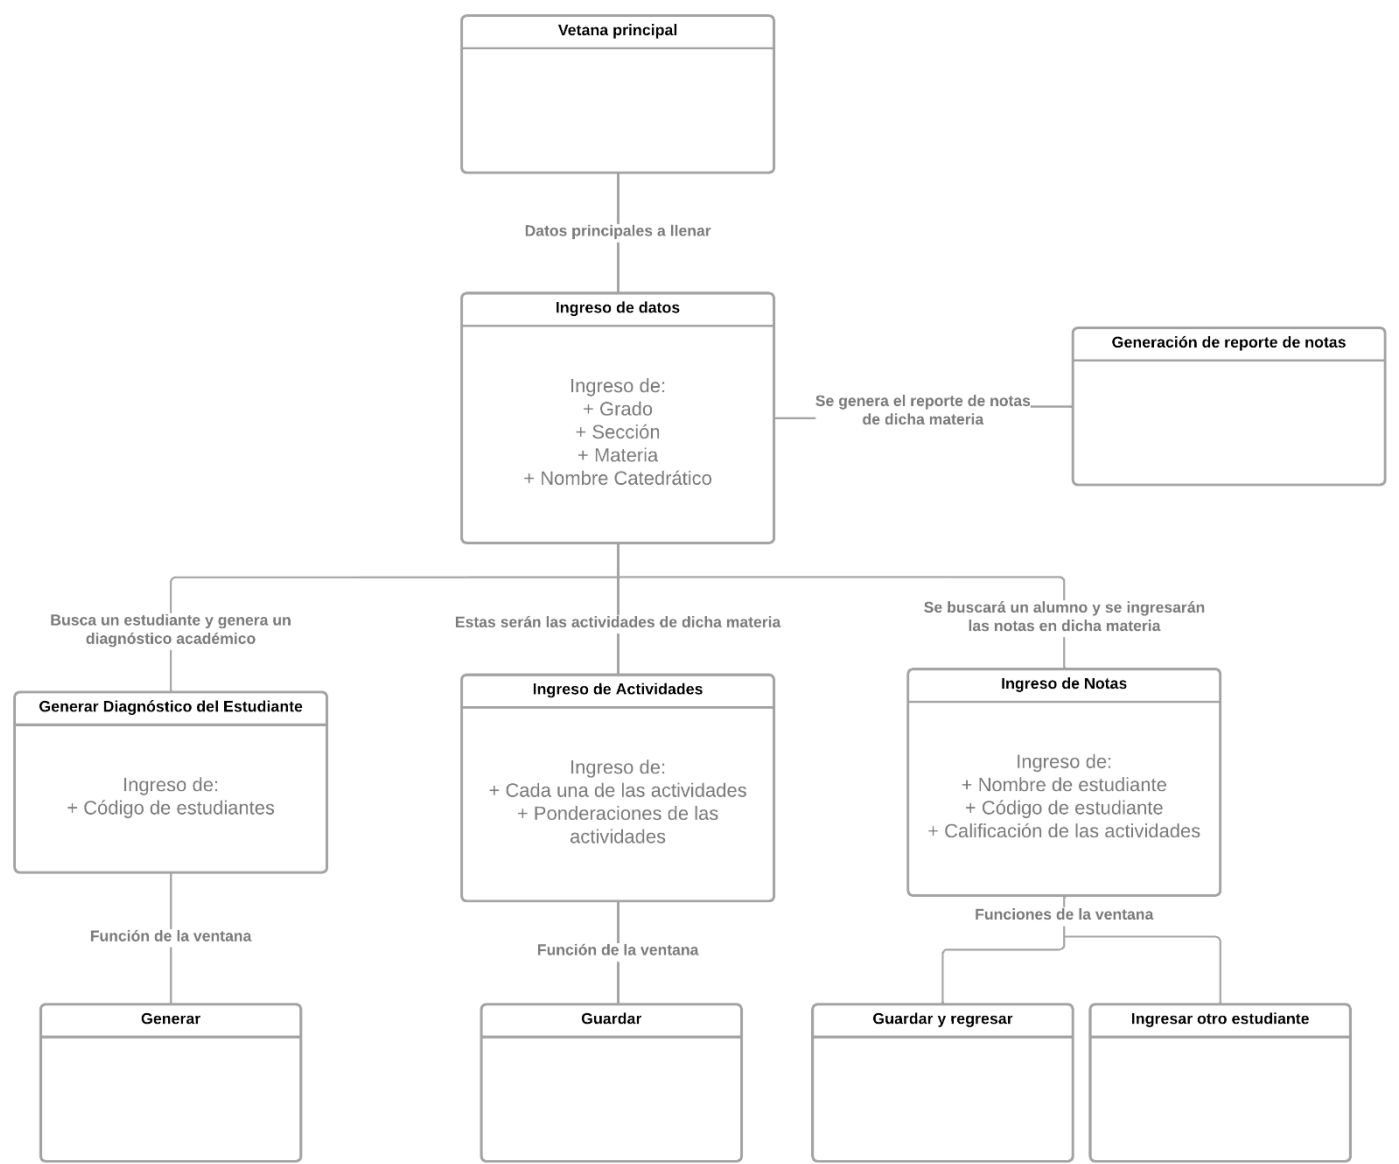 Vetana principal
Datos principales a llenar
Ingreso de datos
Ingreso de:
+ Grado
+ Sección
+ Materia
+ Nombre Catedrático
Se genera el reporte de notas
de dicha materia
Generación de reporte de notas
Busca un estudiante y genera un
diagnóstico académico
Estas serán las actividades de dicha materia
Se buscará un alumno y se ingresarán
las notas en dicha materia
Generar Diagnóstico del Estudiante
Ingreso de:
+ Código de estudiantes
Ingreso de Actividades
Ingreso de:
+ Cada una de las actividades
+ Ponderaciones de las
actividades
Ingreso de Notas
Ingreso de:
+ Nombre de estudiante
+ Código de estudiante
+ Calificación de las actividades
Función de la ventana
Función de la ventana
Funciones de la ventana
Generar
Guardar
Guardar y regresar
Ingresar otro estudiante